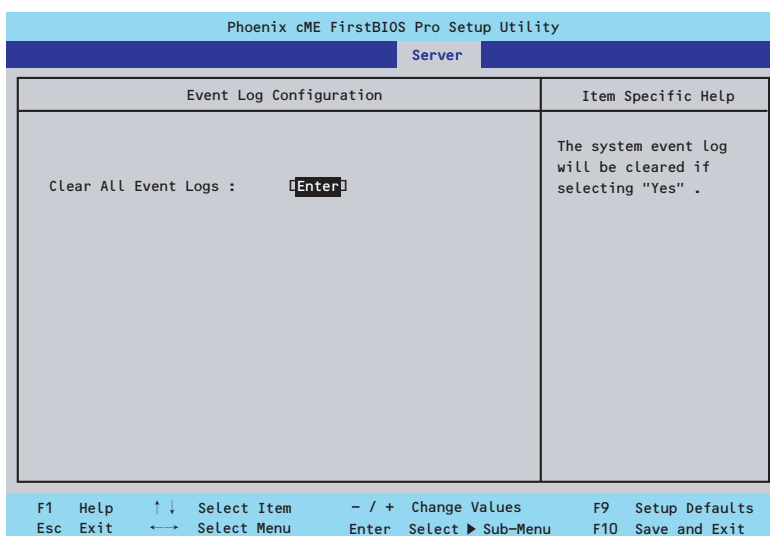 Phoenix cME FirstBIOS Pro Setup Utility
Server
Event Log Configuration
Item Specific Help
Clear All Event Logs : [Enter]
The system event log
will be cleared if
selecting "Yes" .
F1 Help ↑↓ Select Item - / + Change Values F9 Setup Defaults
Esc Exit ←→ Select Menu Enter Select ▶ Sub-Menu F10 Save and Exit